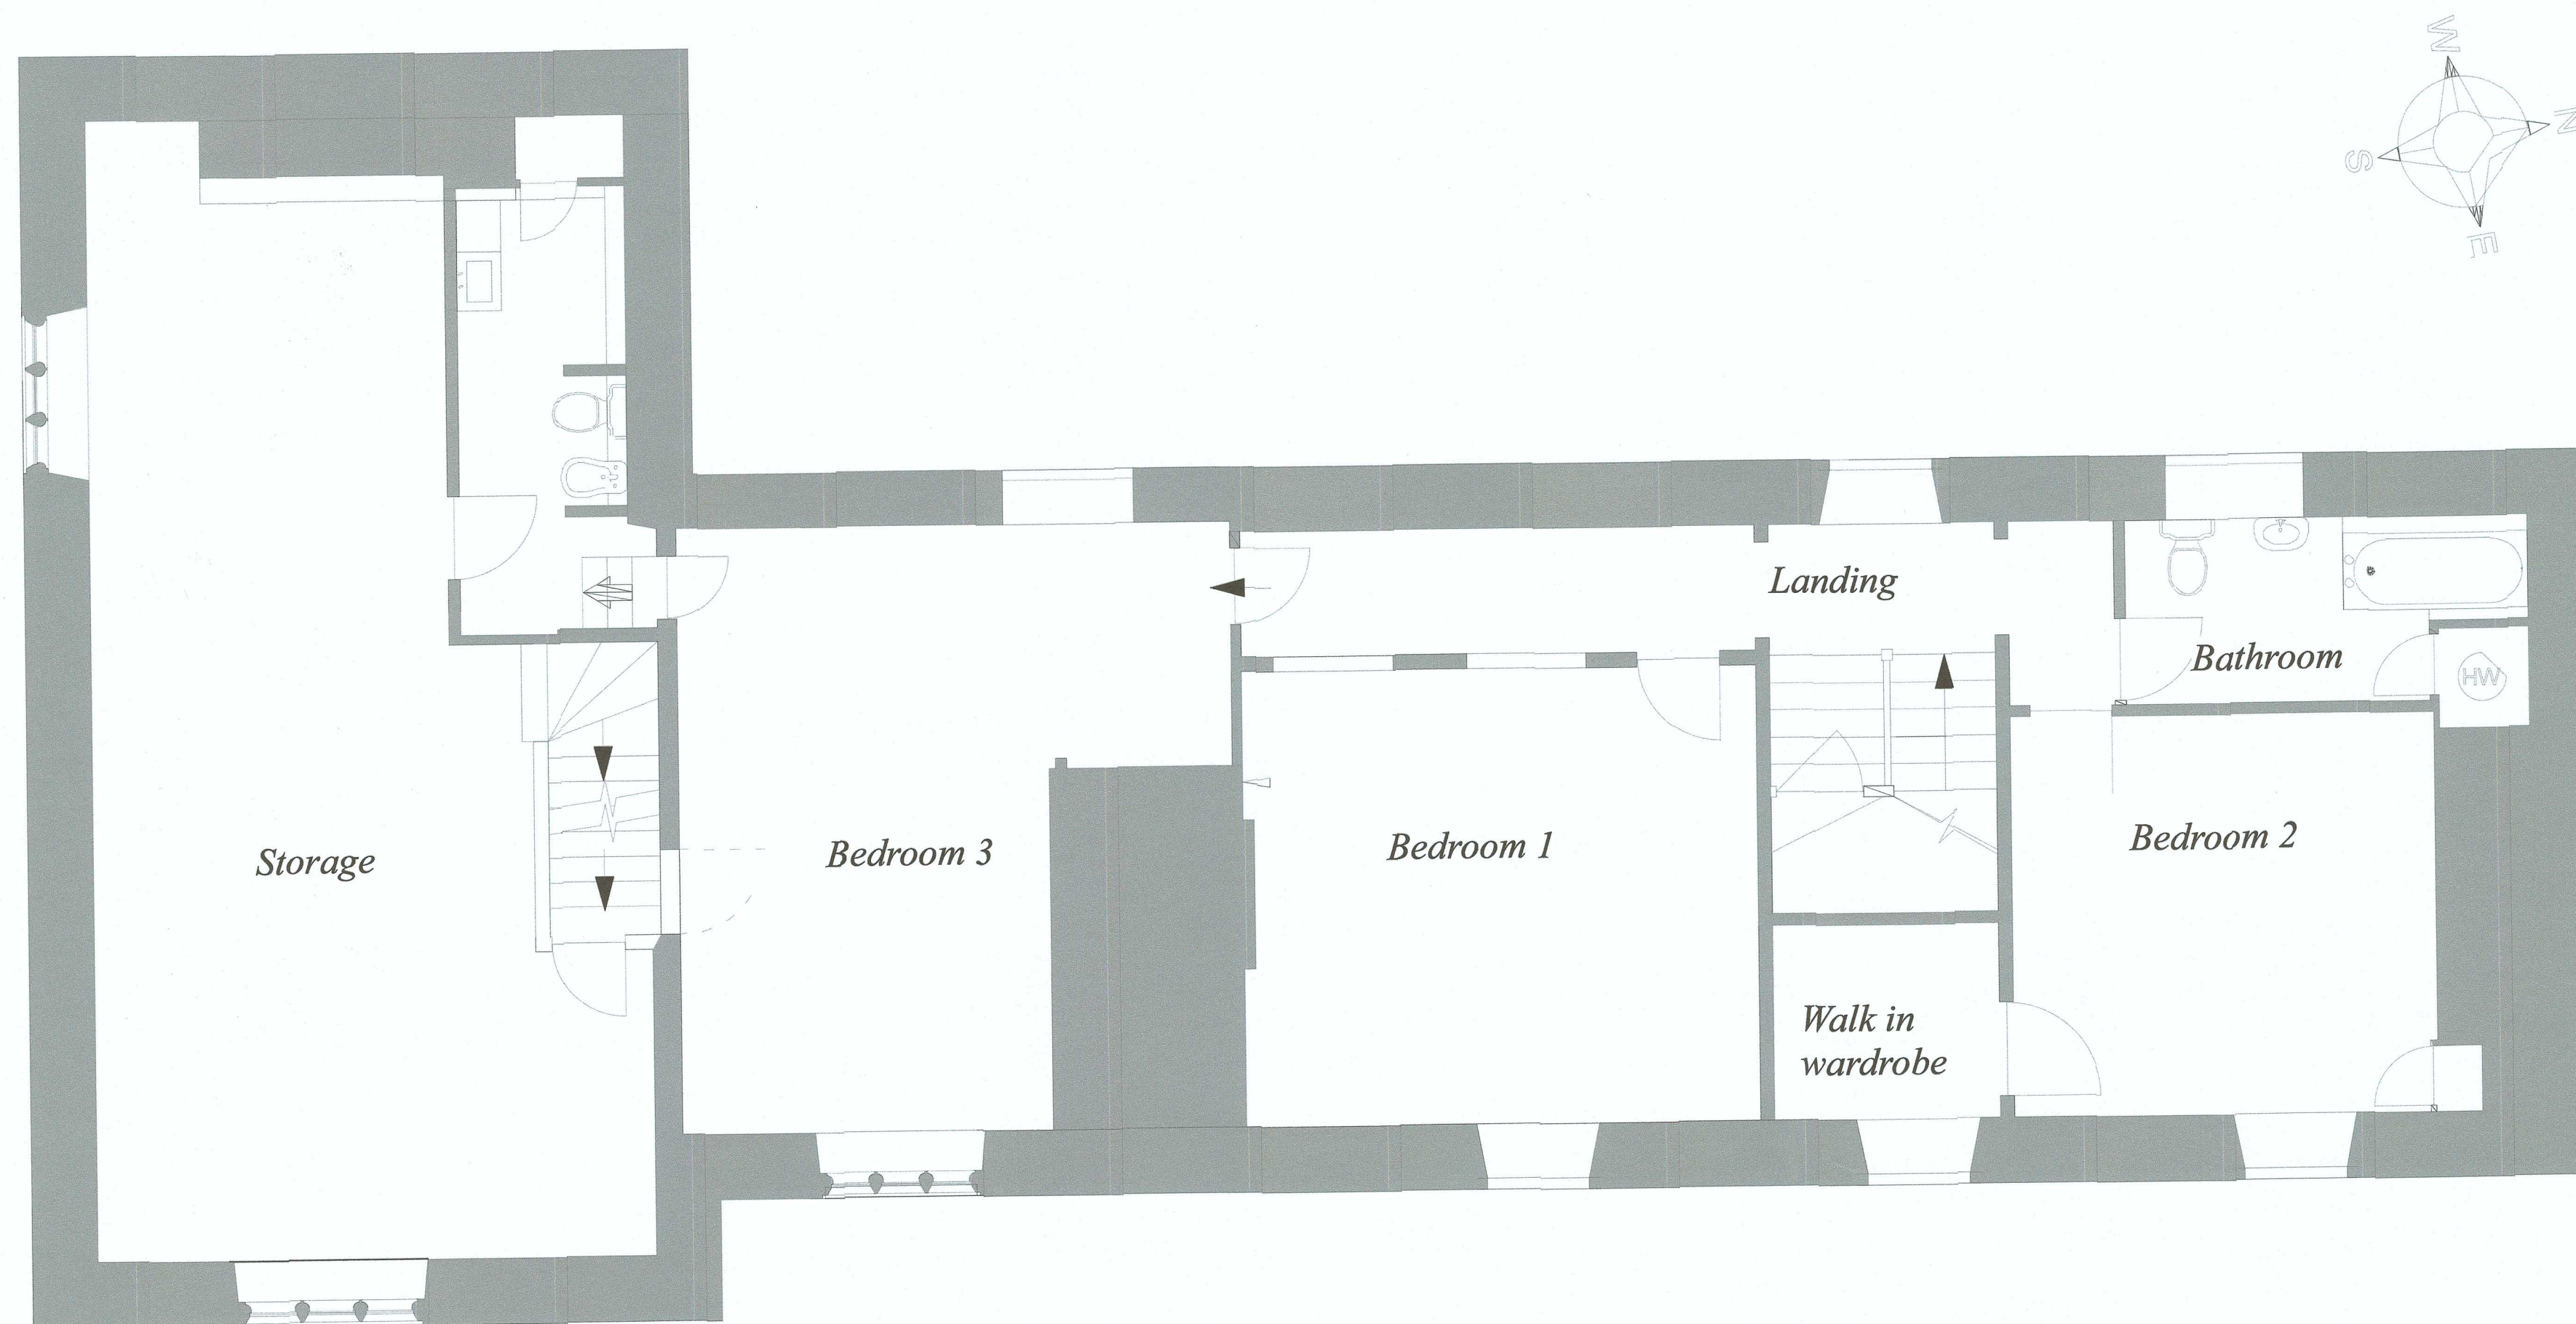 W
N
S
E
Landing
Bathroom
HW
Storage
Bedroom 3
Bedroom 1
Bedroom 2
Walk in
wardrobe